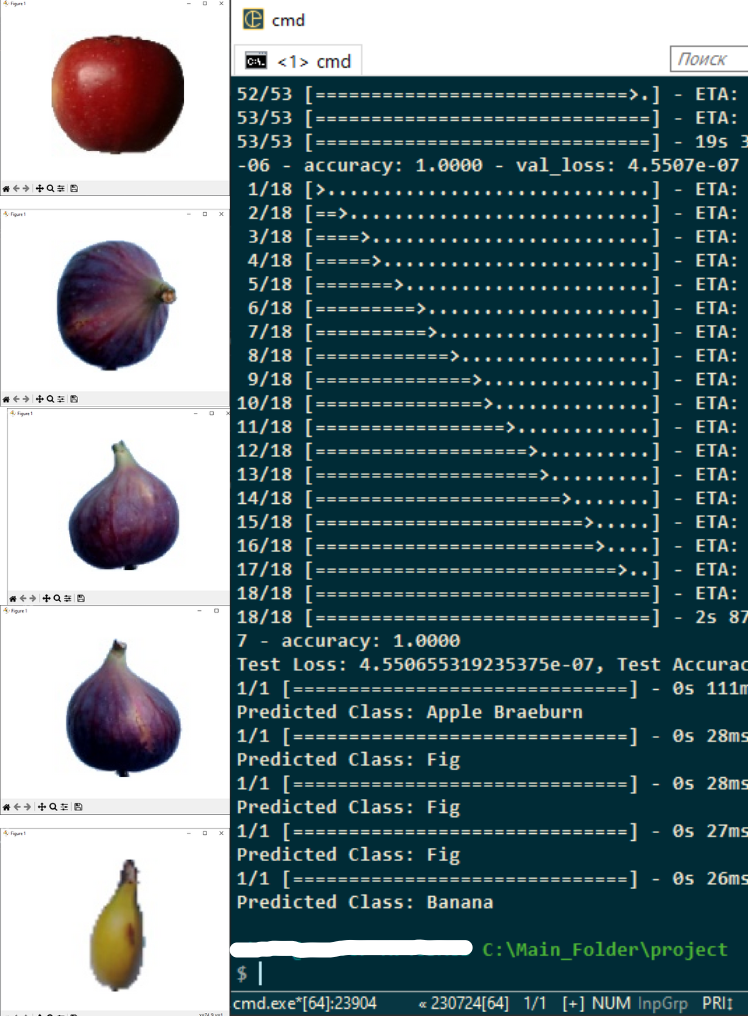 Figure 1
Figure 1
Figure 1
Figure 1
Figure 1
cmd
<1> cmd
Поиск
52/53 [============================>.] - ETA:
53/53 [==============================] - ETA:
53/53 [==============================] - 19s 3
-06 - accuracy: 1.0000 - val_loss: 4.5507e-07
1/18 [>.............................] - ETA:
2/18 [==>...........................] - ETA:
3/18 [====>.........................] - ETA:
4/18 [=====>........................] - ETA:
5/18 [=======>......................] - ETA:
6/18 [=========>....................] - ETA:
7/18 [==========>...................] - ETA:
8/18 [============>.................] - ETA:
9/18 [==============>...............] - ETA:
10/18 [===============>..............] - ETA:
11/18 [=================>............] - ETA:
12/18 [===================>..........] - ETA:
13/18 [====================>.........] - ETA:
14/18 [======================>.......] - ETA:
15/18 [========================>.....] - ETA:
16/18 [=========================>....] - ETA:
17/18 [===========================>..] - ETA:
18/18 [==============================] - ETA:
18/18 [==============================] - 2s 87
7 - accuracy: 1.0000
Test Loss: 4.550655319235375e-07, Test Accurac
1/1 [==============================] - 0s 111m
Predicted Class: Apple Braeburn
1/1 [==============================] - 0s 28ms
Predicted Class: Fig
1/1 [==============================] - 0s 28ms
Predicted Class: Fig
1/1 [==============================] - 0s 27ms
Predicted Class: Fig
1/1 [==============================] - 0s 26ms
Predicted Class: Banana
C:\Main_Folder\project
$
cmd.exe*[64]:23904 « 230724[64] 1/1 [+] NUM InpGrp PRI↕